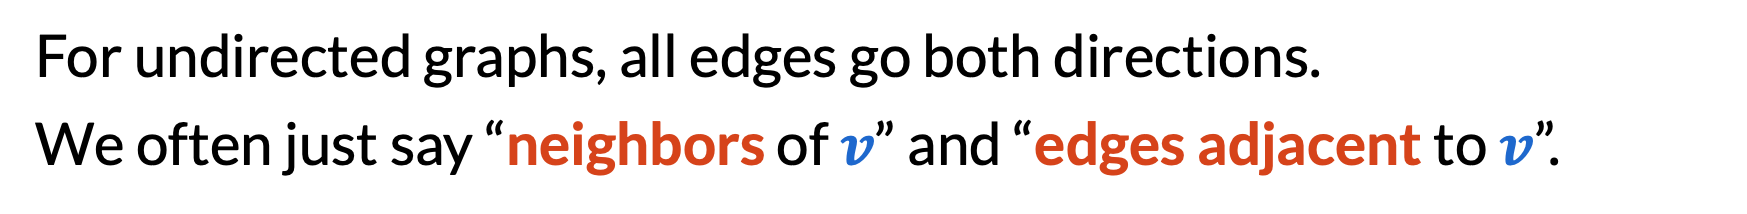 For undirected graphs, all edges go both directions.
We often just say “neighbors of v” and “edges adjacent to v”.